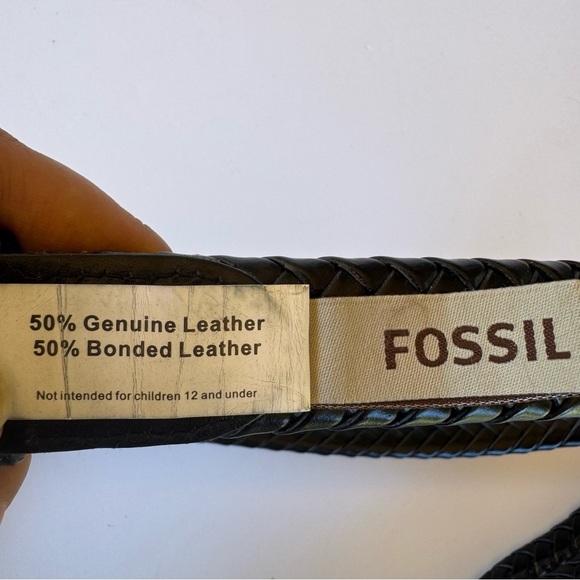 50% Genuine Leather
50% Bonded Leather
Not intended for children 12 and under
FOSSIL